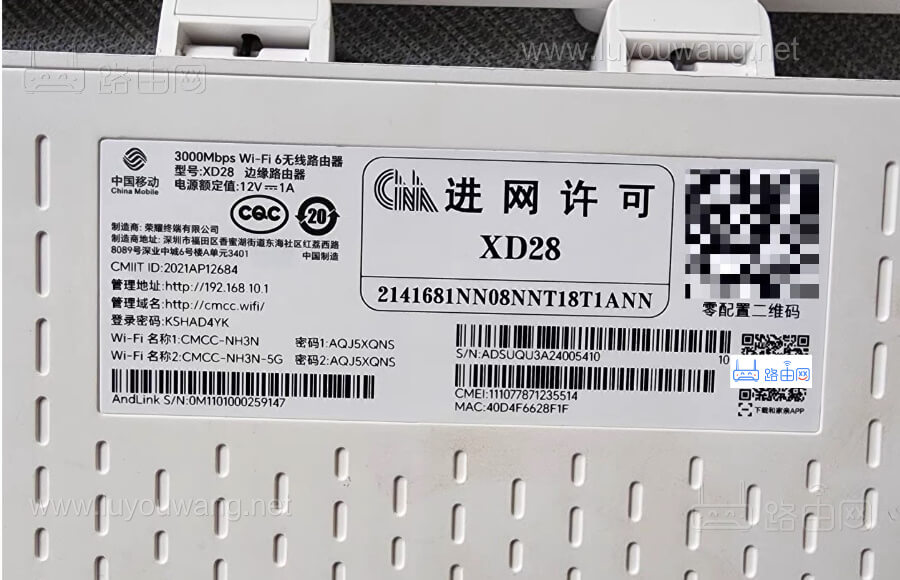 www.luyouwang.net
路由网
中国移动
China Mobile
3000Mbps Wi-Fi 6无线路由器
型号:XD28 边缘路由器
电源额定值:12V⎓1A
CQC
20
制造商: 荣耀终端有限公司
制造商地址: 深圳市福田区香蜜湖街道东海社区红荔西路
8089号深业中城6号楼A单元3401 中国制造
CMIIT ID:2021AP12684
管理地址:http://192.168.10.1
管理域名:http://cmcc.wifi/
登录密码:KSHAD4YK
Wi-Fi 名称1:CMCC-NH3N 密码1:AQJ5XQNS
Wi-Fi 名称2:CMCC-NH3N-5G 密码2:AQJ5XQNS
AndLink S/N:0M1101000259147
进网许可
XD28
2141681NN08NNT18T1ANN
零配置二维码
S/N:ADSUQU3A24005410 10
CMEI:111077871235514
MAC:40D4F6628F1F
路由网
下载和家亲APP
www.luyouwang.net
路由网